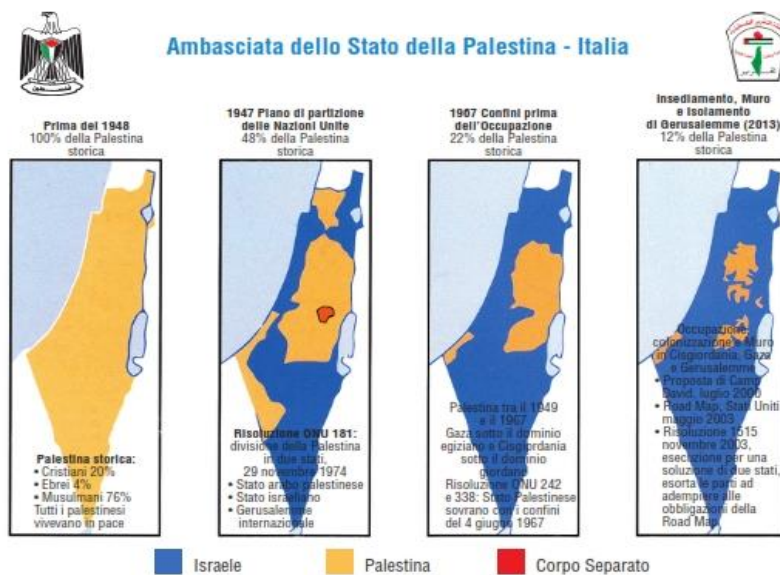 Ambasciata dello Stato della Palestina - Italia
Prima del 1948
100% della Palestina
storica
Palestina storica:
• Cristiani 20%
• Ebrei 4%
• Musulmani 76%
Tutti i palestinesi
vivevano in pace
1947 Piano di partizione
delle Nazioni Unite
48% della Palestina
storica
Risoluzione ONU 181:
divisione della Palestina
in due stati,
29 novembre 1974
• Stato arabo palestinese
• Stato israeliano
• Gerusalemme
internazionale
1967 Confini prima
dell'Occupazione
22% della Palestina
storica
Palestina tra il 1949
e il 1967
Gaza sotto il dominio
egiziano e Cisgiordania
sotto il dominio
giordano
Risoluzione ONU 242
e 338: Stato Palestinese
sovrano con i confini
del 4 giugno 1967
Insediamento, Muro
e Isolamento
di Gerusalemme (2013)
12% della Palestina
storica
Occupazione,
colonizzazione e Muro
in Cisgiordania, Gaza
e Gerusalemme
• Proposta di Camp
David, luglio 2000
• Road Map, Stati Uniti
maggio 2003
• Risoluzione 1515
novembre 2003,
esecuzione per una
soluzione di due stati,
esorta le parti ad
adempiere alle
obbligazioni della
Road Map
Israele
Palestina
Corpo Separato